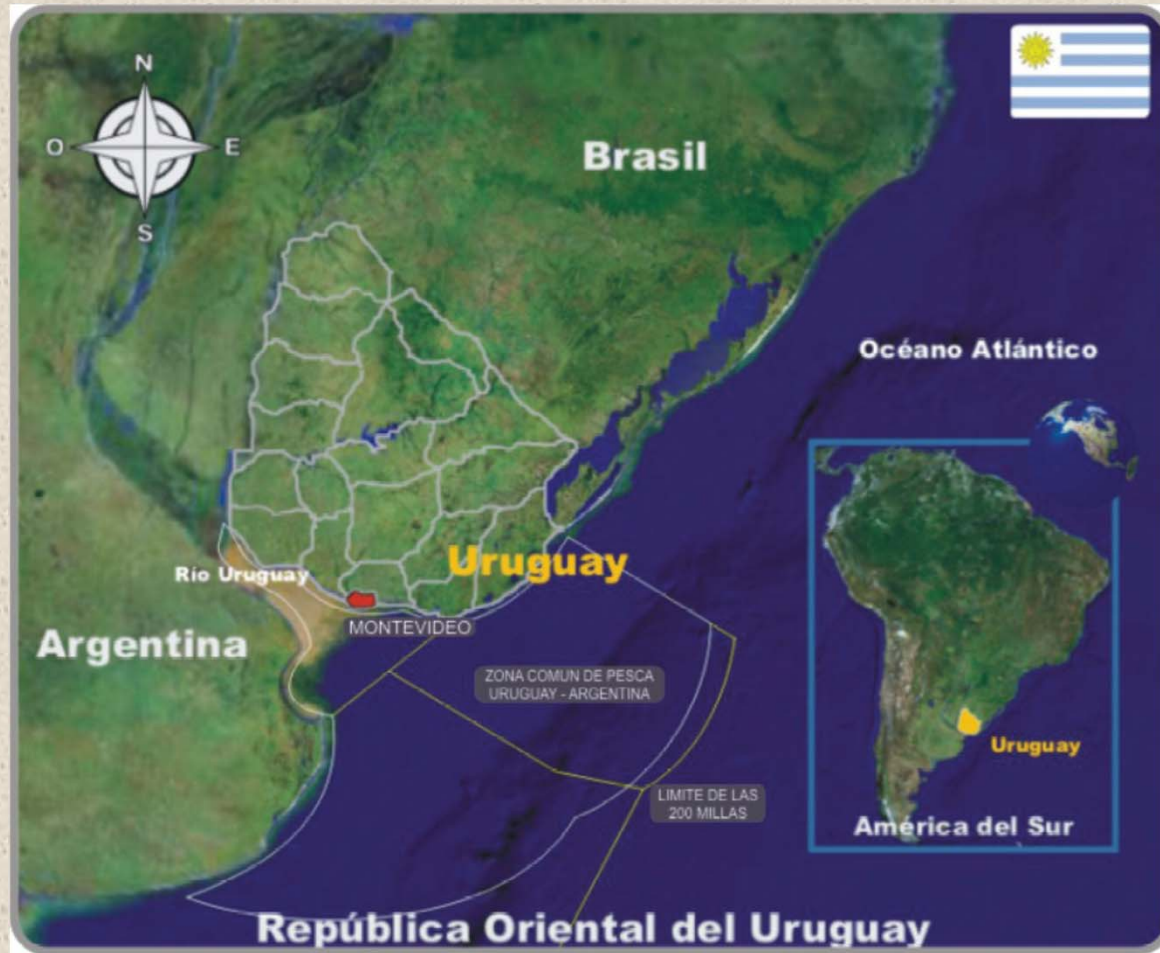 N
O
E
S
Brasil
Océano Atlántico
Río Uruguay
Uruguay
MONTEVIDEO
Argentina
ZONA COMUN DE PESCA
URUGUAY - ARGENTINA
LIMITE DE LAS
200 MILLAS
Uruguay
América del Sur
República Oriental del Uruguay